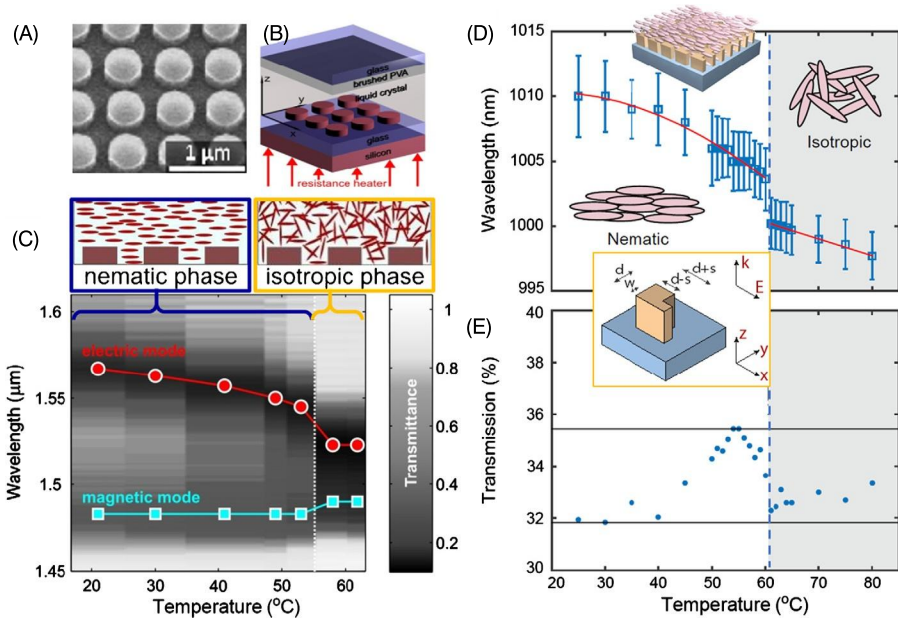 (A)
1 μm
(B)
z
glass
brushed PVA
y
liquid crystal
x
glass
silicon
resistance heater
(C)
nematic phase
isotropic phase
1.6
1.55
1.5
1.45
Wavelength (μm)
electric mode
magnetic mode
20
30
40
50
60
Temperature (°C)
1
0.8
0.6
0.4
0.2
Transmittance
(D)
1015
1010
1005
1000
995
Wavelength (nm)
Nematic
Isotropic
d
w
d-s
d+s
k
E
z
y
x
(E)
40
38
36
34
32
30
Transmission (%)
20
30
40
50
60
70
80
Temperature (°C)